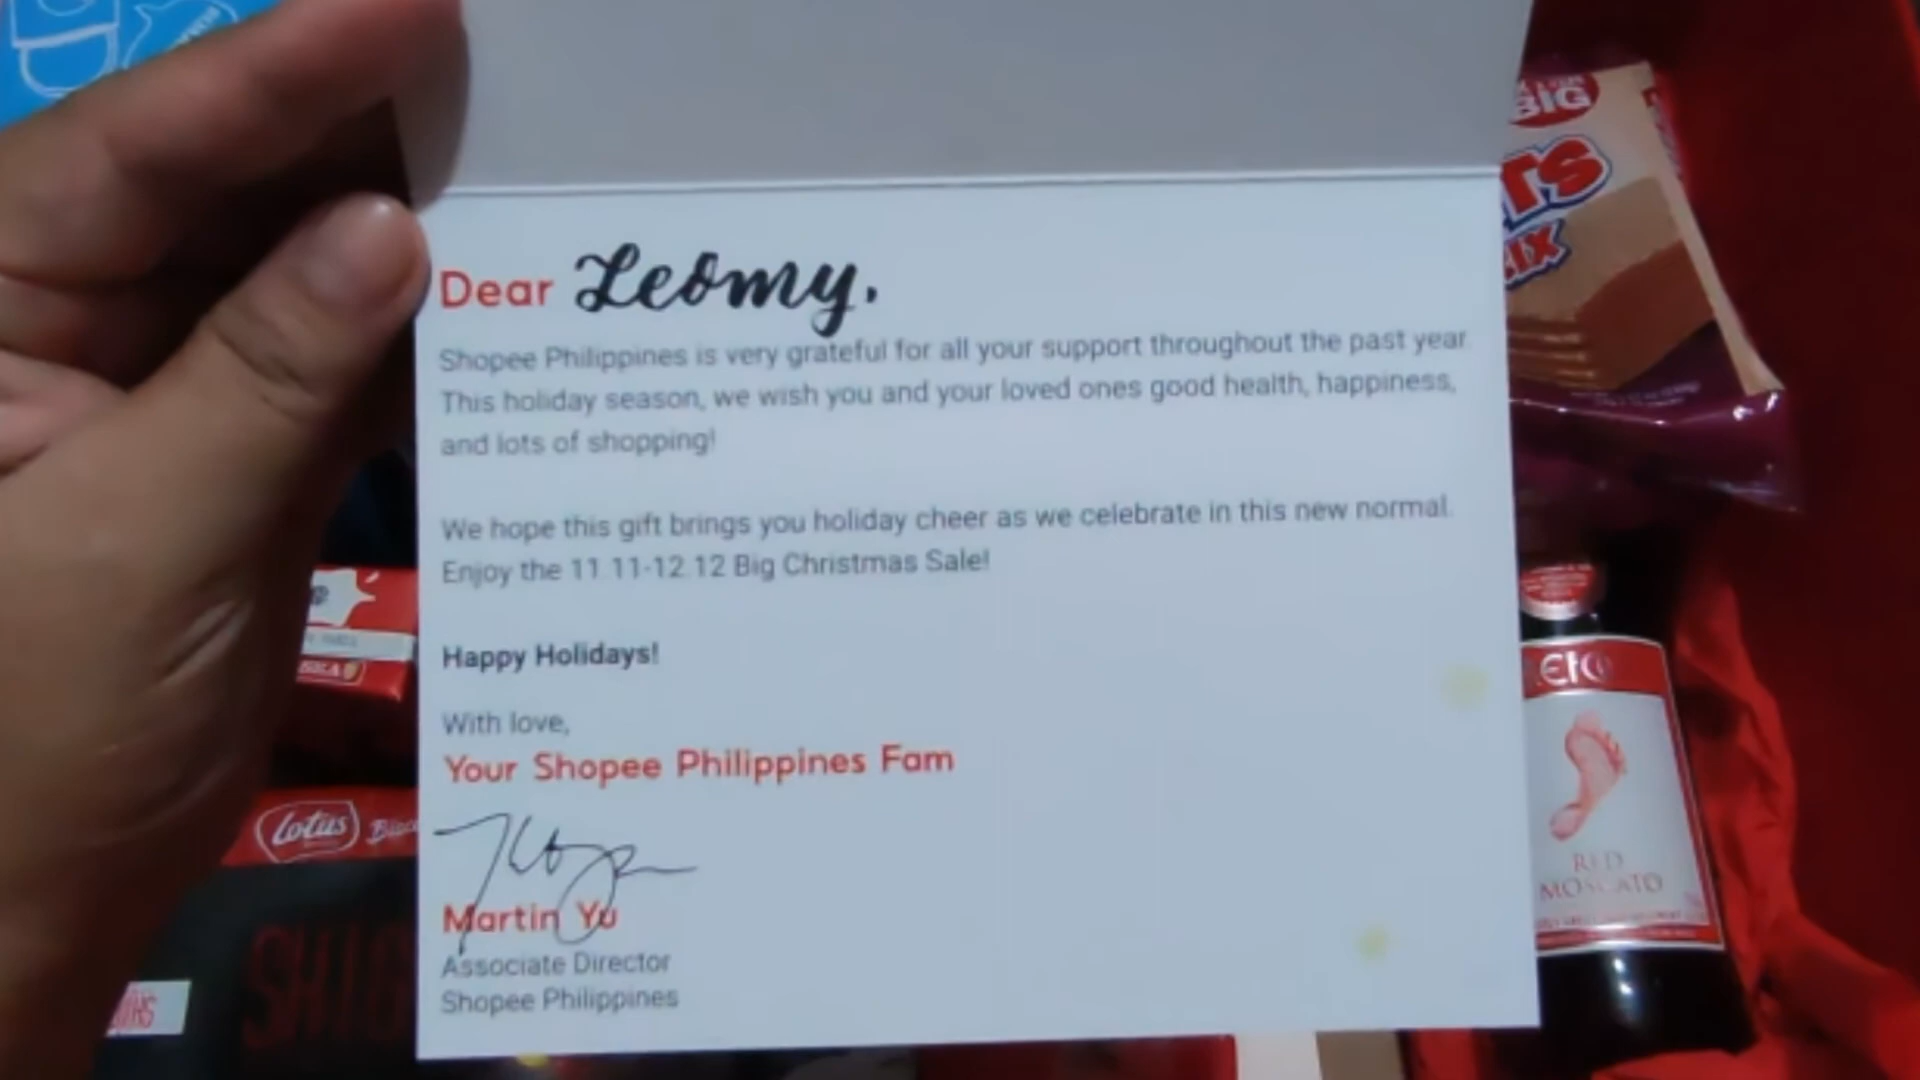 Dear Leomy,
Shopee Philippines is very grateful for all your support throughout the past year.
This holiday season, we wish you and your loved ones good health, happiness,
and lots of shopping!
We hope this gift brings you holiday cheer as we celebrate in this new normal.
Enjoy the 11.11-12.12 Big Christmas Sale!
Happy Holidays!
With love,
Your Shopee Philippines Fam
Martin Yu
Associate Director
Shopee Philippines
BIG
Lotus
RED
MOSCATO